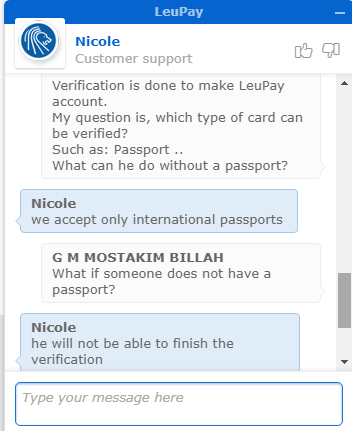 LeuPay
Nicole
Customer support
Verification is done to make LeuPay
account.
My question is, which type of card can
be verified?
Such as: Passport ..
What can he do without a passport?
Nicole
we accept only international passports
G M MOSTAKIM BILLAH
What if someone does not have a
passport?
Nicole
he will not be able to finish the
verification
Type your message here